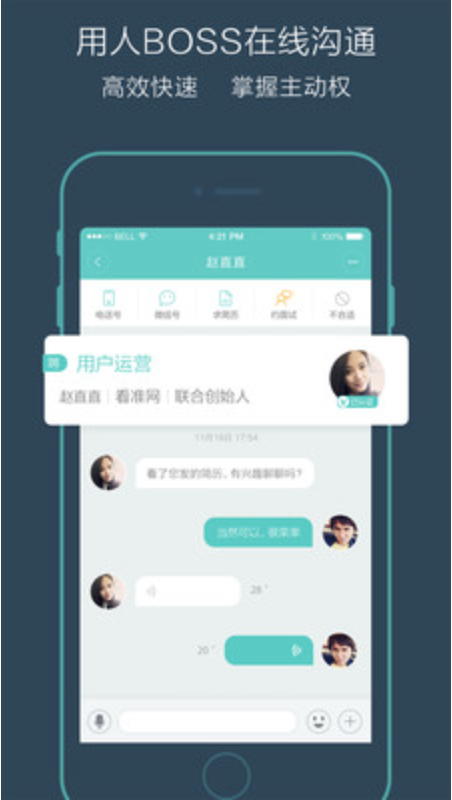 用人BOSS在线沟通
高效快速 掌握主动权
BELL 4:21 PM 100%
赵直直
电话号 微信号 求简历 约面试 不合适
聘 用户运营
赵直直 | 看准网 | 联合创始人
11月16日 17:54
看了您发的简历，有兴趣聊聊吗？
当然可以，很荣幸
28"
20"